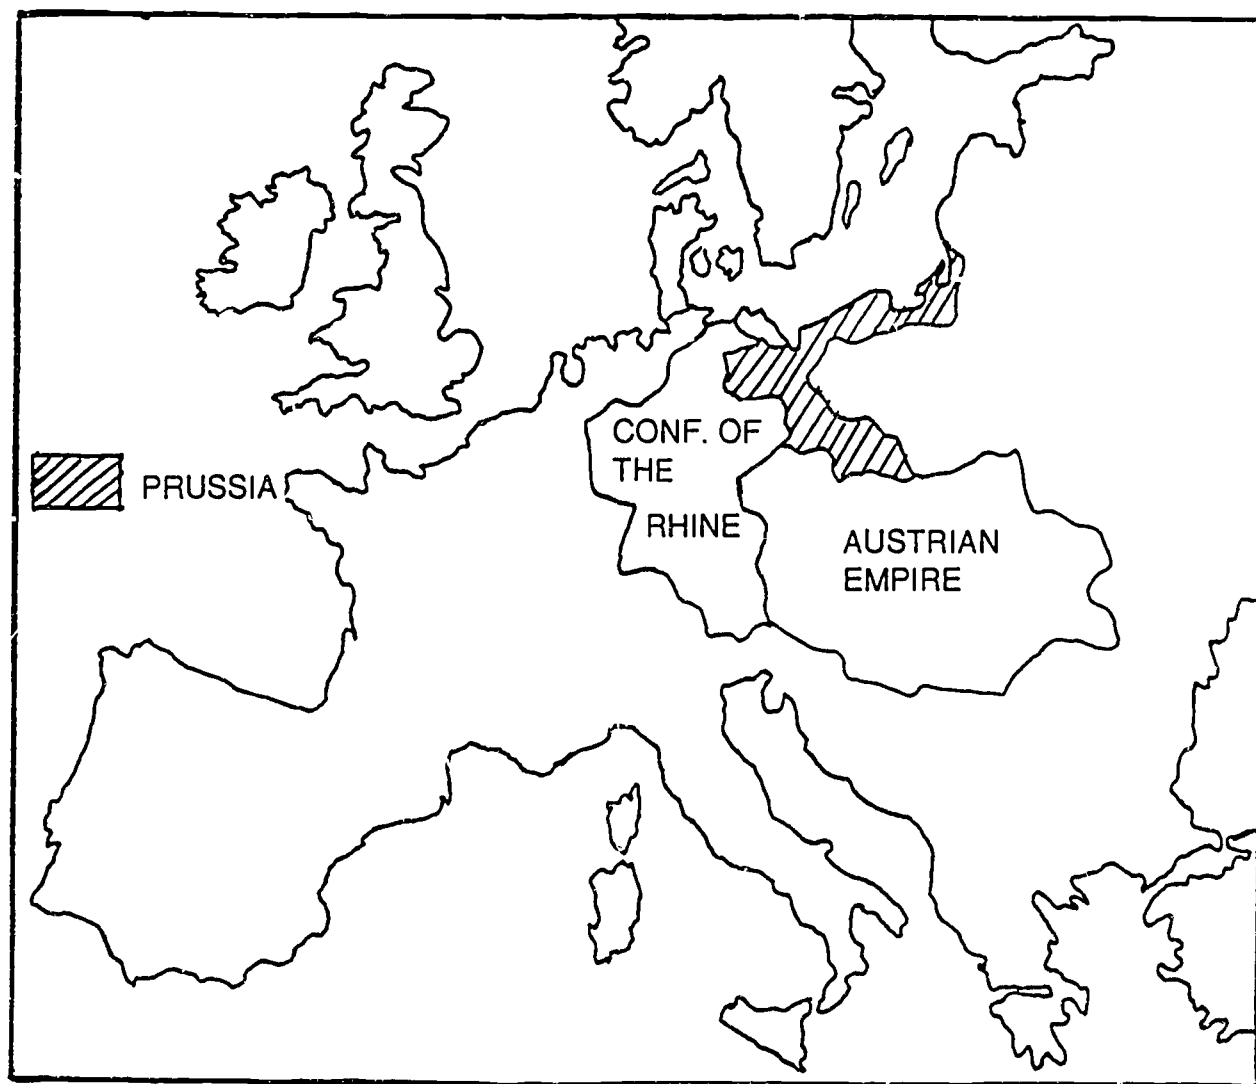 CONF. OF
THE
RHINE
PRUSSIA
AUSTRIAN
EMPIRE